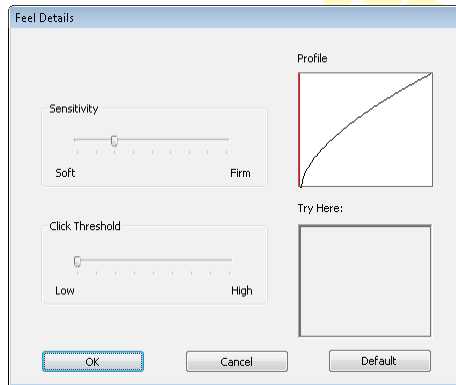 Feel Details
Profile
Sensitivity
Soft Firm
Try Here:
Click Threshold
Low High
OK Cancel Default